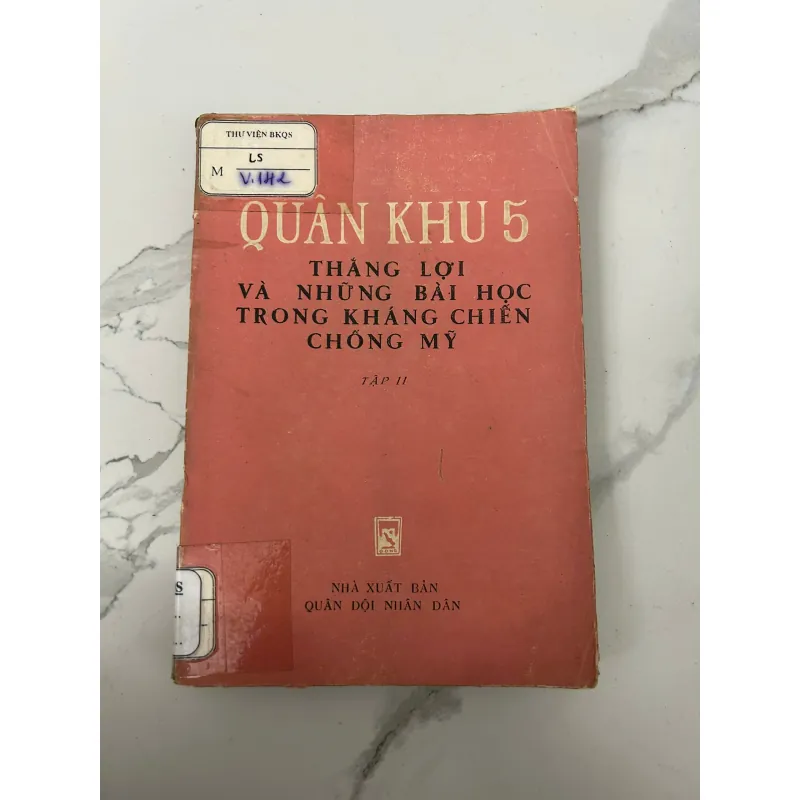 THƯ VIỆN BKQS
LS
M V.142
QUÂN KHU 5
THẮNG LỢI
VÀ NHỮNG BÀI HỌC
TRONG KHÁNG CHIẾN
CHỐNG MỸ
TẬP II
S
NHÀ XUẤT BẢN
QUÂN ĐỘI NHÂN DÂN